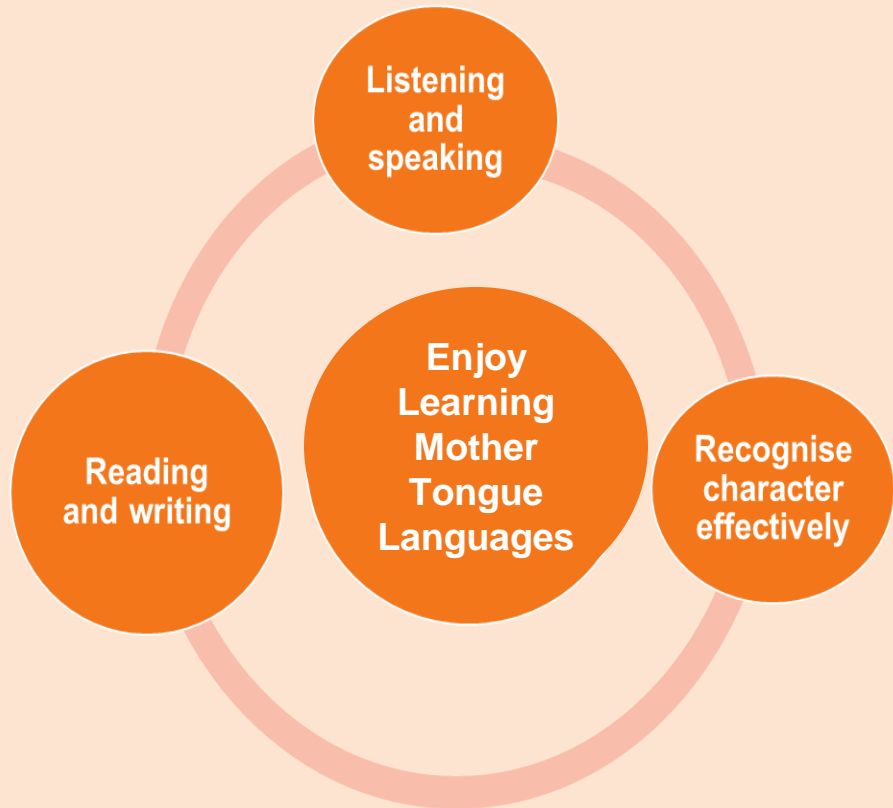 Listening
and
speaking
Enjoy
Learning
Mother
Tongue
Languages
Reading
and writing
Recognise
character
effectively